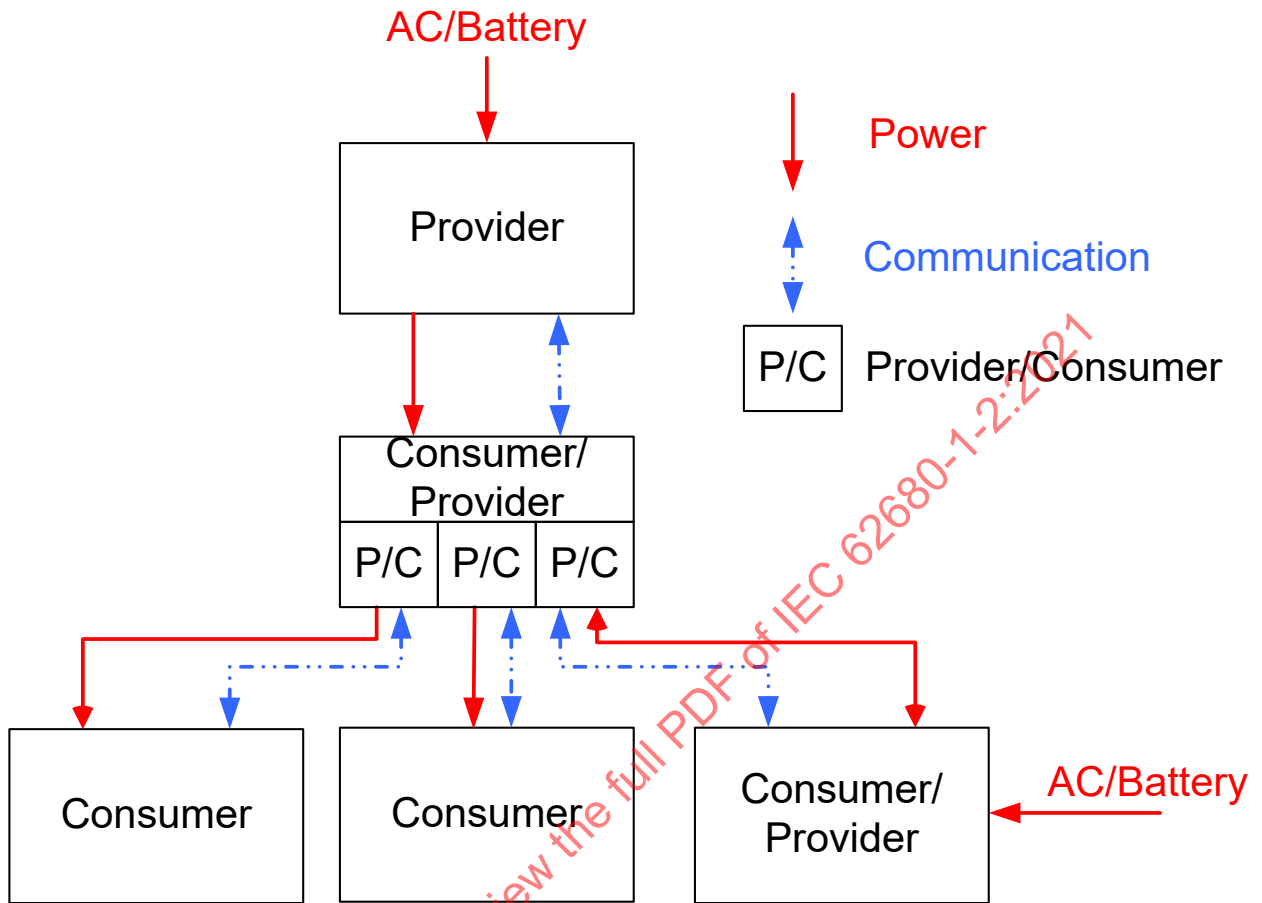 AC/Battery
Power
Provider
Communication
P/C
Provider/Consumer
Consumer/
Provider
P/C
P/C
P/C
Consumer
Consumer
Consumer/
Provider
AC/Battery
view the full PDF of IEC 62680-1-2:2021